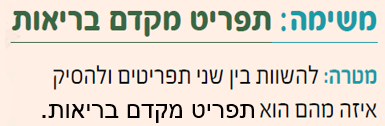 משימה: תפריט מקדם בריאות
מטרה: להשוות בין שני תפריטים ולהסיק
איזה מהם הוא תפריט מקדם בריאות.